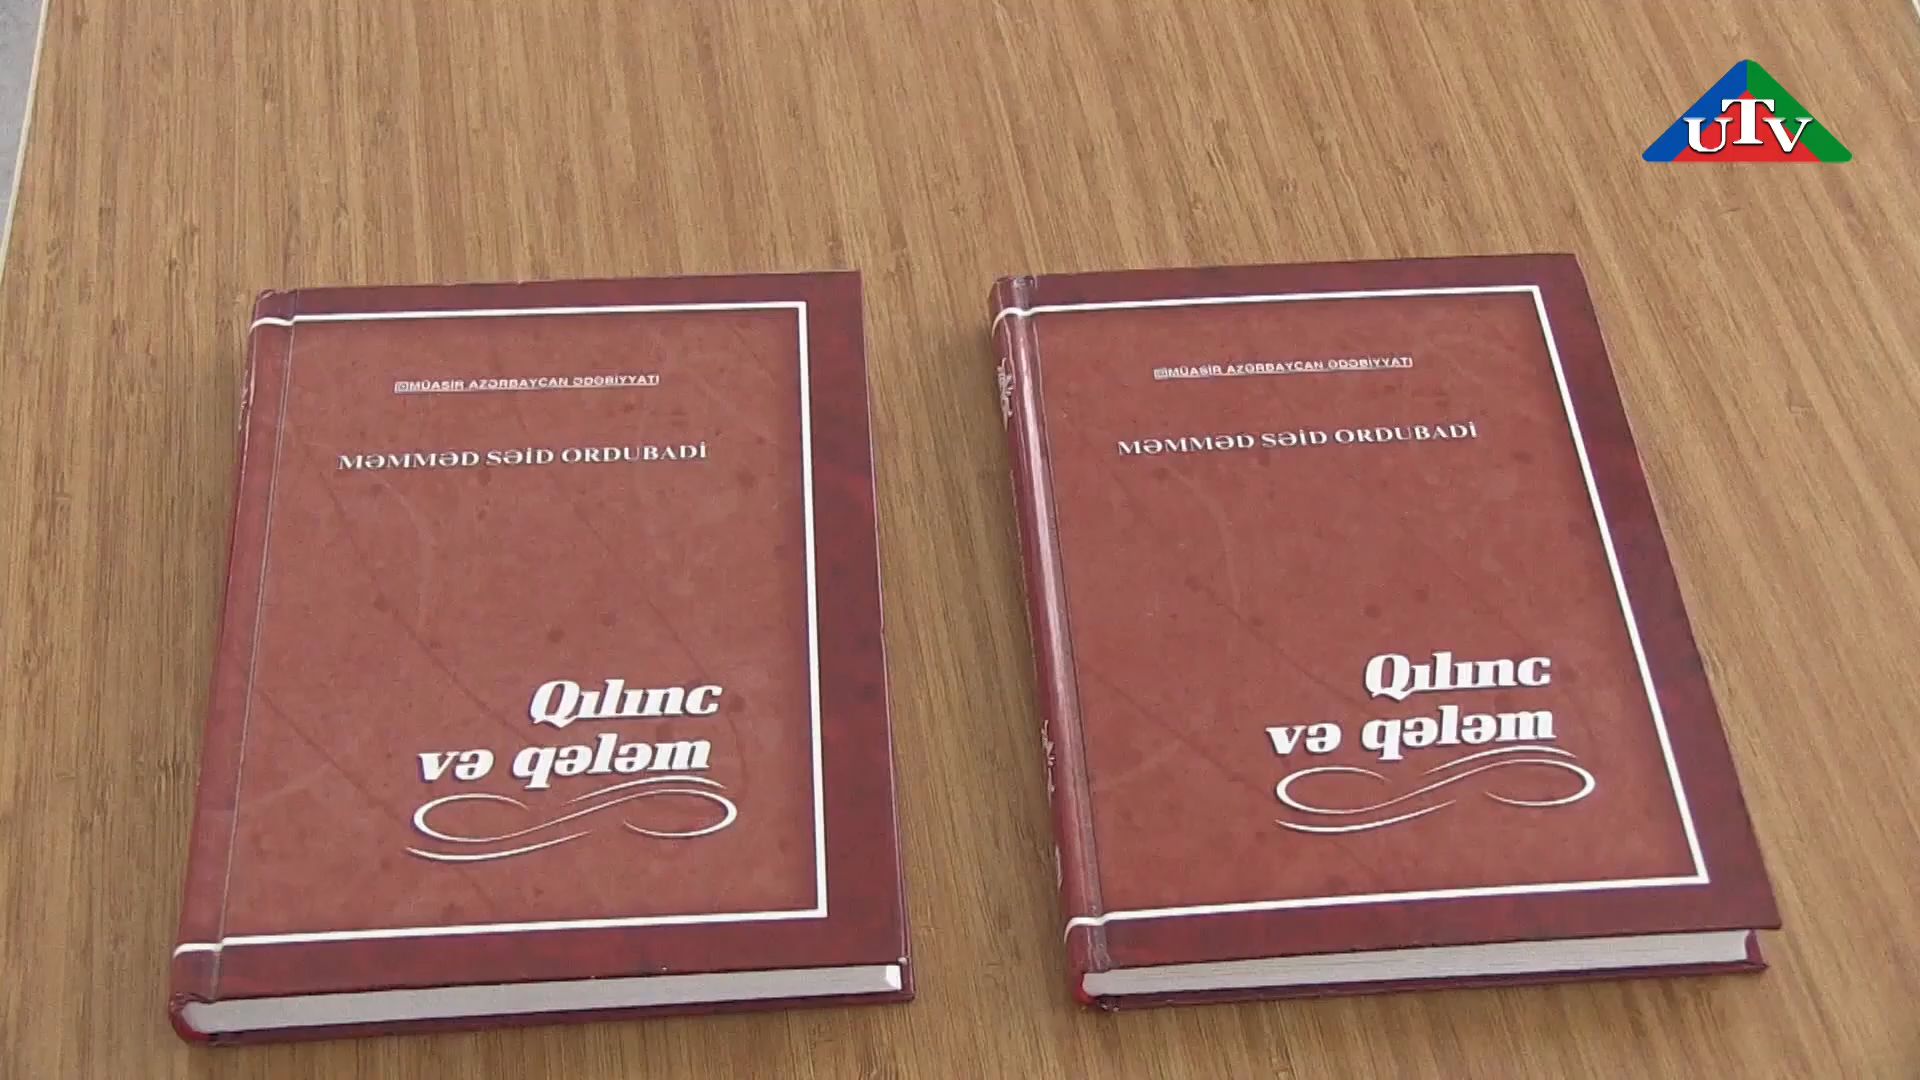 UTV
MÜASİR AZƏRBAYCAN ƏDƏBİYYATI
MƏMMƏD SƏİD ORDUBADİ
Qılınc
və qələm
MÜASİR AZƏRBAYCAN ƏDƏBİYYATI
MƏMMƏD SƏİD ORDUBADİ
Qılınc
və qələm